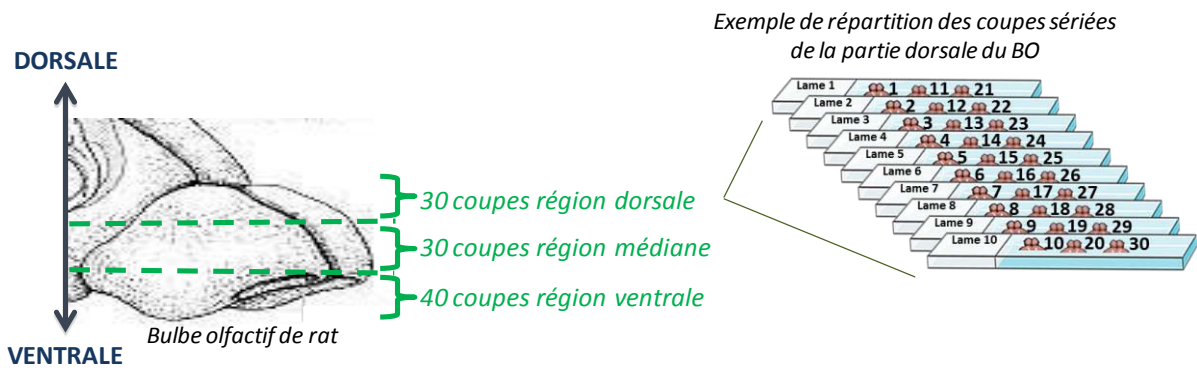 Exemple de répartition des coupes sériées
de la partie dorsale du BO
DORSALE
30 coupes région dorsale
30 coupes région médiane
40 coupes région ventrale
Bulbe olfactif de rat
VENTRALE
Lame 1 1 11 21
Lame 2 2 12 22
Lame 3 3 13 23
Lame 4 4 14 24
Lame 5 5 15 25
Lame 6 6 16 26
Lame 7 7 17 27
Lame 8 8 18 28
Lame 9 9 19 29
Lame 10 10 20 30